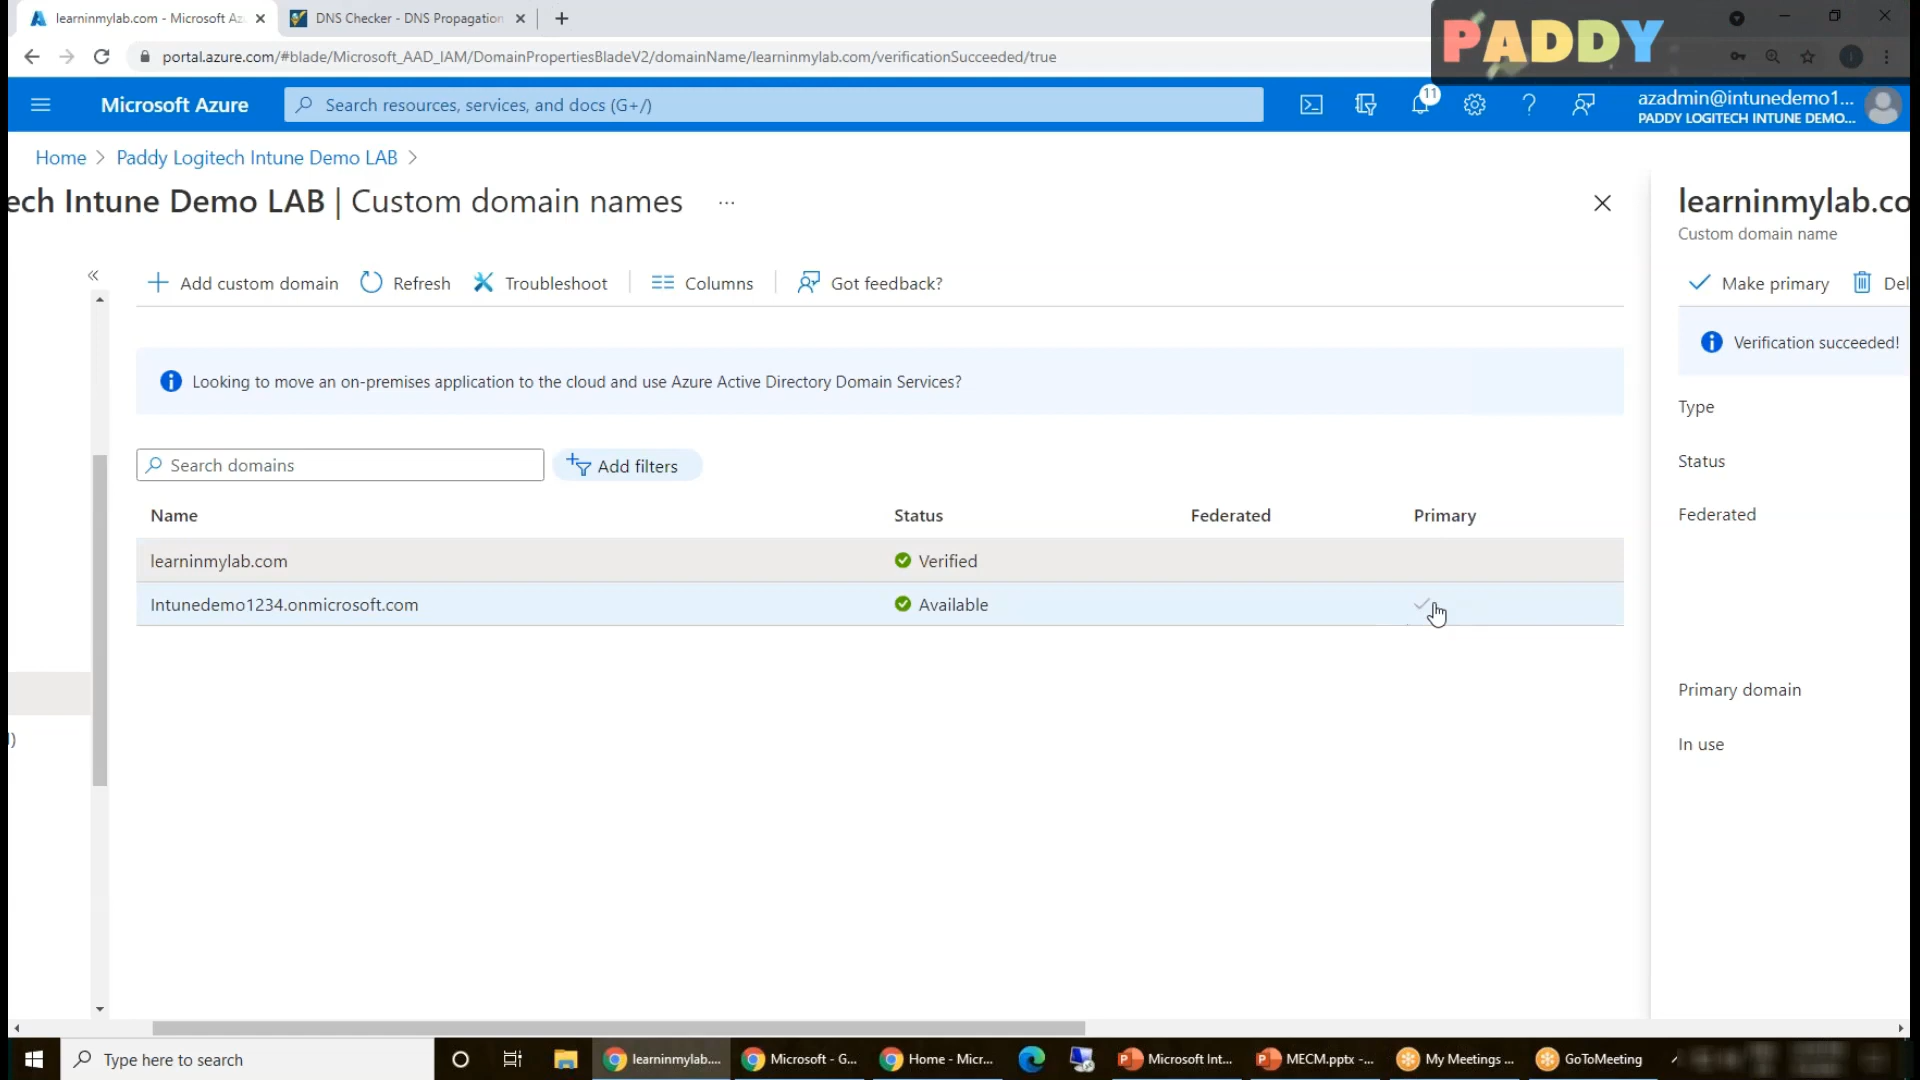 learninmylab.com - Microsoft Az
DNS Checker - DNS Propagation
PADDY
portal.azure.com/#blade/Microsoft_AAD_IAM/DomainPropertiesBladeV2/domainName/learninmylab.com/verificationSucceeded/true
Microsoft Azure
Search resources, services, and docs (G+/)
11
azadmin@intunedemo1...
PADDY LOGITECH INTUNE DEMO...
Home
Paddy Logitech Intune Demo LAB
ech Intune Demo LAB | Custom domain names ...
learninmylab.co
Custom domain name
Add custom domain
Refresh
Troubleshoot
Columns
Got feedback?
Make primary
Del
Looking to move an on-premises application to the cloud and use Azure Active Directory Domain Services?
Verification succeeded!
Type
Search domains
Add filters
Status
Name Status Federated Primary
Federated
learninmylab.com Verified
Intunedemo1234.onmicrosoft.com Available
Primary domain
In use
Type here to search
learninmylab....
Microsoft - G...
Home - Micr...
Microsoft Int...
MECM.pptx -...
My Meetings ...
GoToMeeting